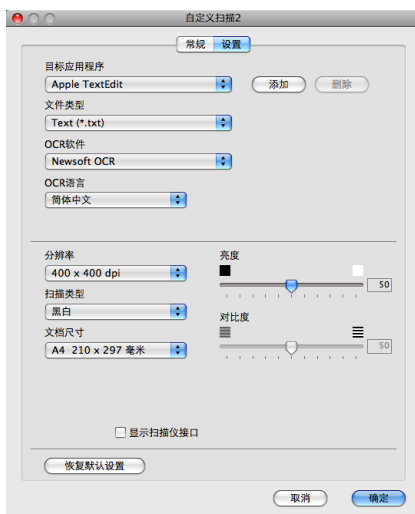 自定义扫描2
常规 设置
目标应用程序
Apple TextEdit 添加 删除
文件类型
Text (*.txt)
OCR软件
Newsoft OCR
OCR语言
简体中文
分辨率 亮度
400 x 400 dpi 50
扫描类型
黑白 对比度
文档尺寸
A4 210 x 297 毫米 50
显示扫描仪接口
恢复默认设置
取消 确定